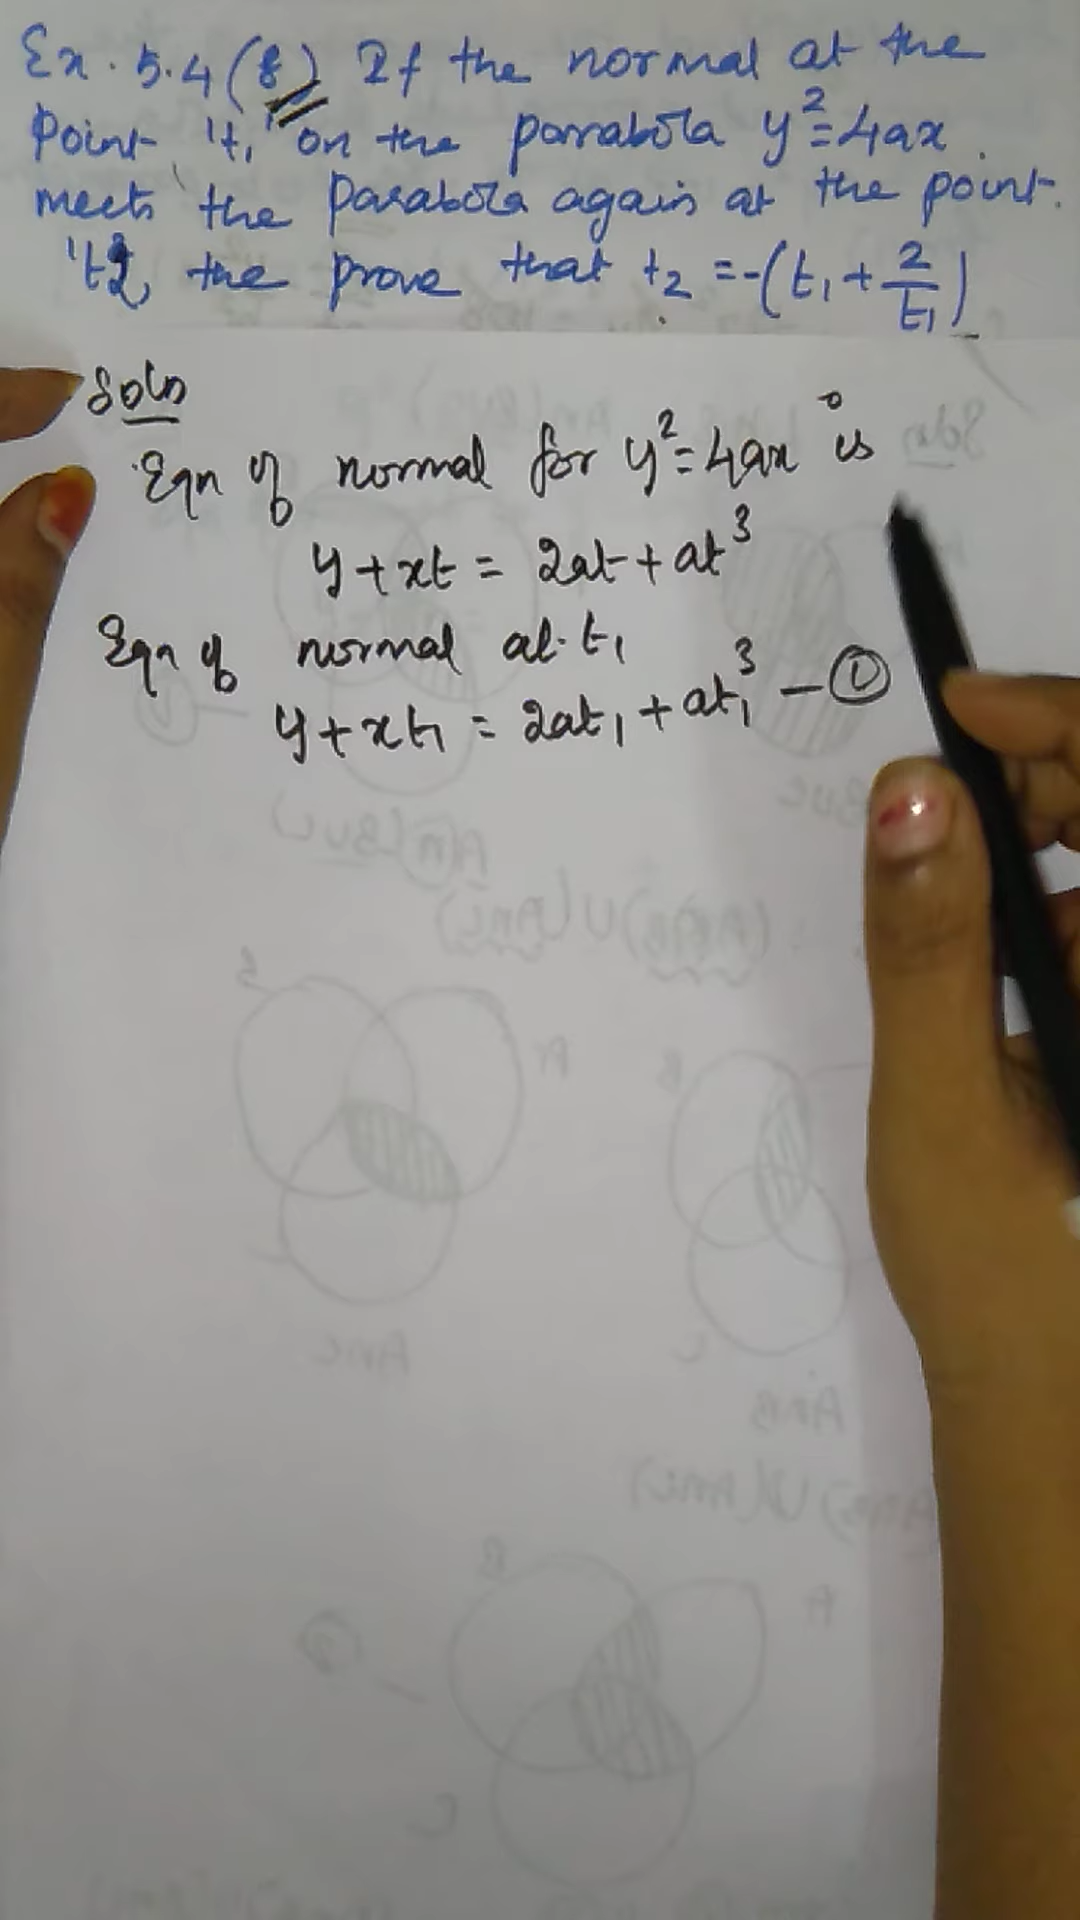 Ex. 5.4 (8) If the normal at the
Point 't₁' on the parrabola y² = 4ax.
meets the Parabola again at the point.
't2, the prove that t₂ = -(t₁ + 2/t₁)
Soln
Eqn of normal for y² = 4ax is
y + xt = 2at + at³
Eqn of normal at t₁
y + xt₁ = 2at₁ + at₁³ — ①